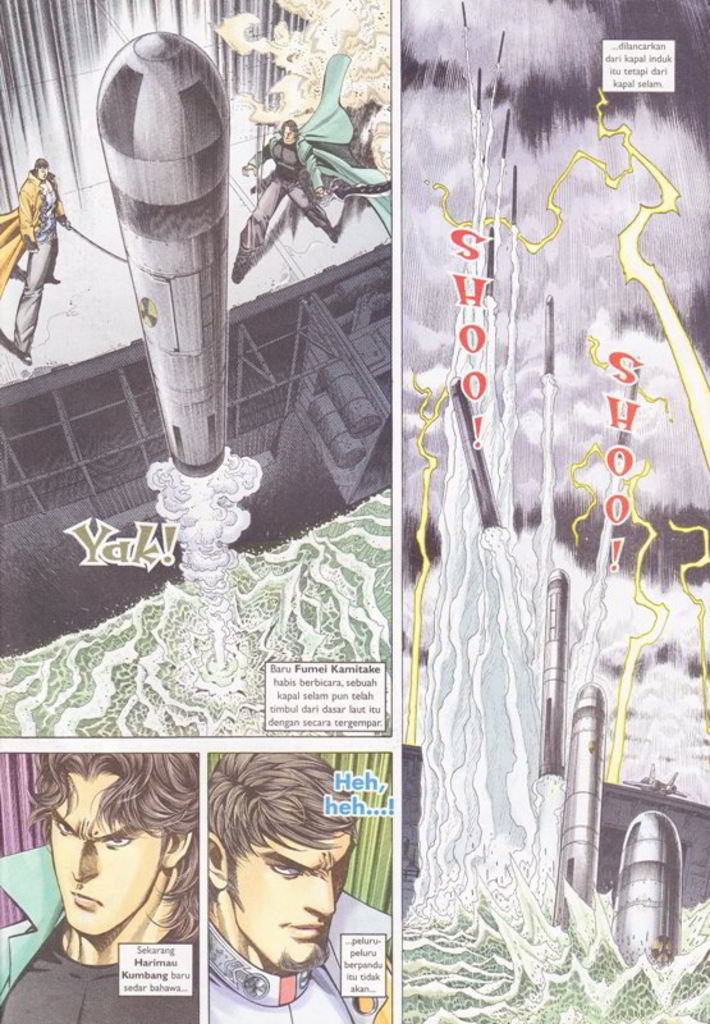 Yak!
Baru Fumei Kamitake
habis berbicara, sebuah
kapal selam pun telah
timbul dari dasar laut itu
dengan secara tergempar.
Sekarang
Harimau
Kumbang baru
sedar bahawa...
Heh,
heh...!
...peluru-
peluru
berpandu
itu tidak
akan...
...dilancarkan
dari kapal induk
itu tetapi dari
kapal selam.
SHOO!
SHOO!